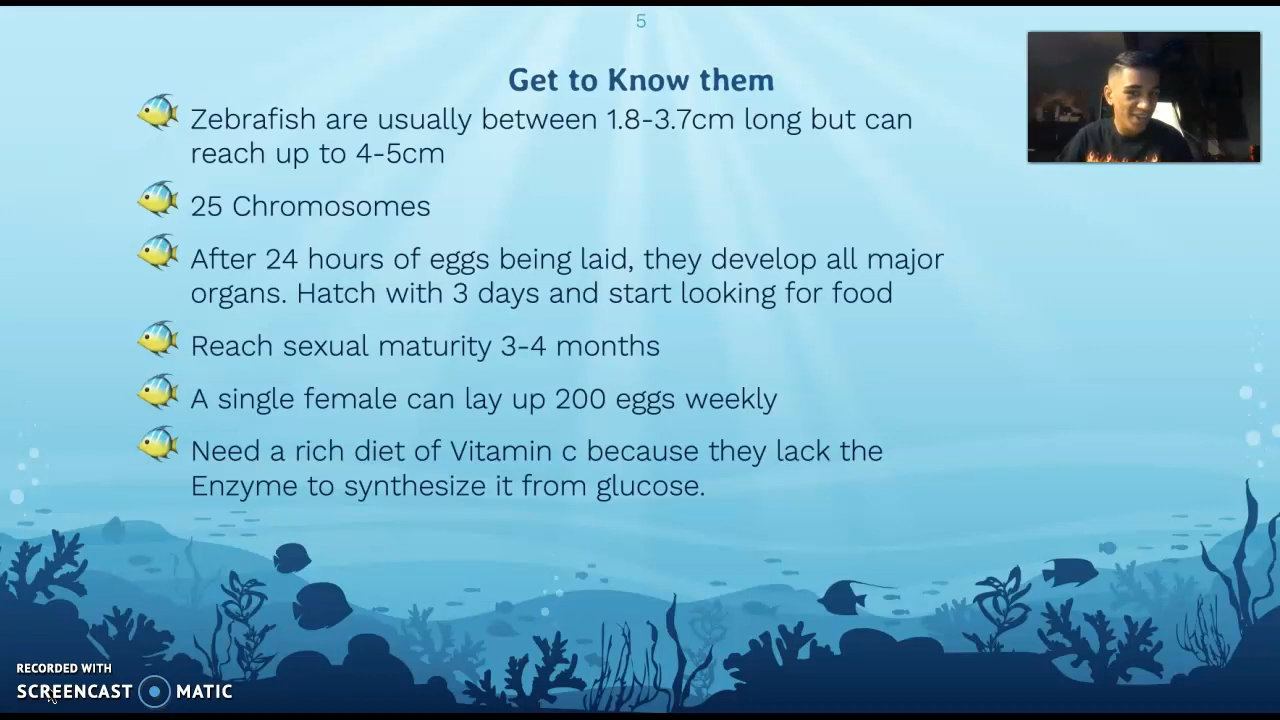 5
Get to Know them
Zebrafish are usually between 1.8-3.7cm long but can
reach up to 4-5cm
25 Chromosomes
After 24 hours of eggs being laid, they develop all major
organs. Hatch with 3 days and start looking for food
Reach sexual maturity 3-4 months
A single female can lay up 200 eggs weekly
Need a rich diet of Vitamin c because they lack the
Enzyme to synthesize it from glucose.
RECORDED WITH
SCREENCAST MATIC